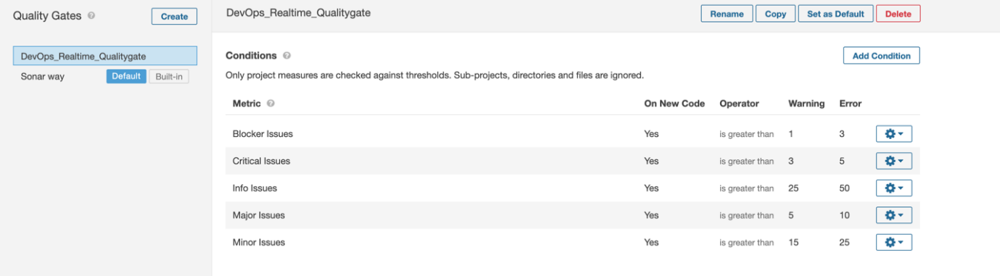 Quality Gates ? Create
DevOps_Realtime_Qualitygate
Sonar way Default Built-in
DevOps_Realtime_Qualitygate Rename Copy Set as Default Delete
Conditions ? Add Condition
Only project measures are checked against thresholds. Sub-projects, directories and files are ignored.
Metric ? On New Code Operator Warning Error
Blocker Issues Yes is greater than 1 3
Critical Issues Yes is greater than 3 5
Info Issues Yes is greater than 25 50
Major Issues Yes is greater than 5 10
Minor Issues Yes is greater than 15 25